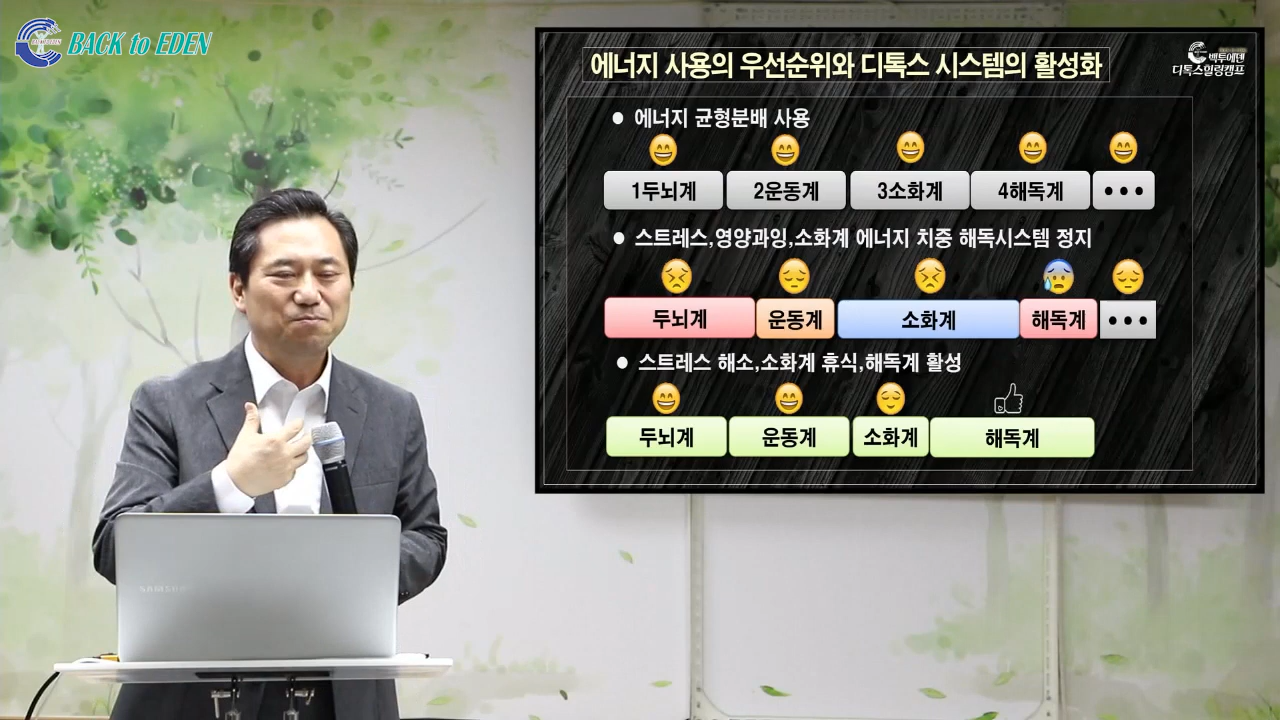 BACK to EDEN
에너지 사용의 우선순위와 디톡스 시스템의 활성화
백투에덴
디톡스힐링캠프
● 에너지 균형분배 사용
1두뇌계 2운동계 3소화계 4해독계 •••
● 스트레스,영양과잉,소화계 에너지 치중 해독시스템 정지
두뇌계 운동계 소화계 해독계 •••
● 스트레스 해소,소화계 휴식,해독계 활성
두뇌계 운동계 소화계 해독계
SAMSUNG